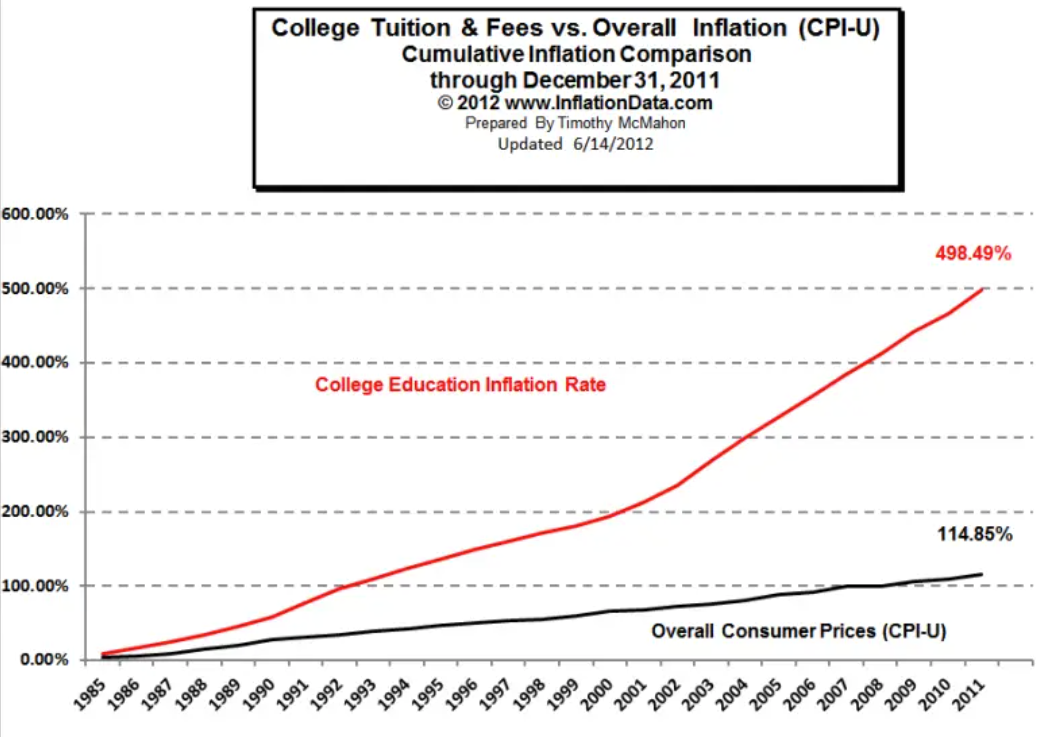 College Tuition & Fees vs. Overall Inflation (CPI-U)
Cumulative Inflation Comparison
through December 31, 2011
© 2012 www.InflationData.com
Prepared By Timothy McMahon
Updated 6/14/2012
600.00%
498.49%
500.00%
400.00%
College Education Inflation Rate
300.00%
200.00%
114.85%
100.00%
Overall Consumer Prices (CPI-U)
0.00%
1985 1986 1987 1988 1989 1990 1991 1992 1993 1994 1995 1996 1997 1998 1999 2000 2001 2002 2003 2004 2005 2006 2007 2008 2009 2010 2011